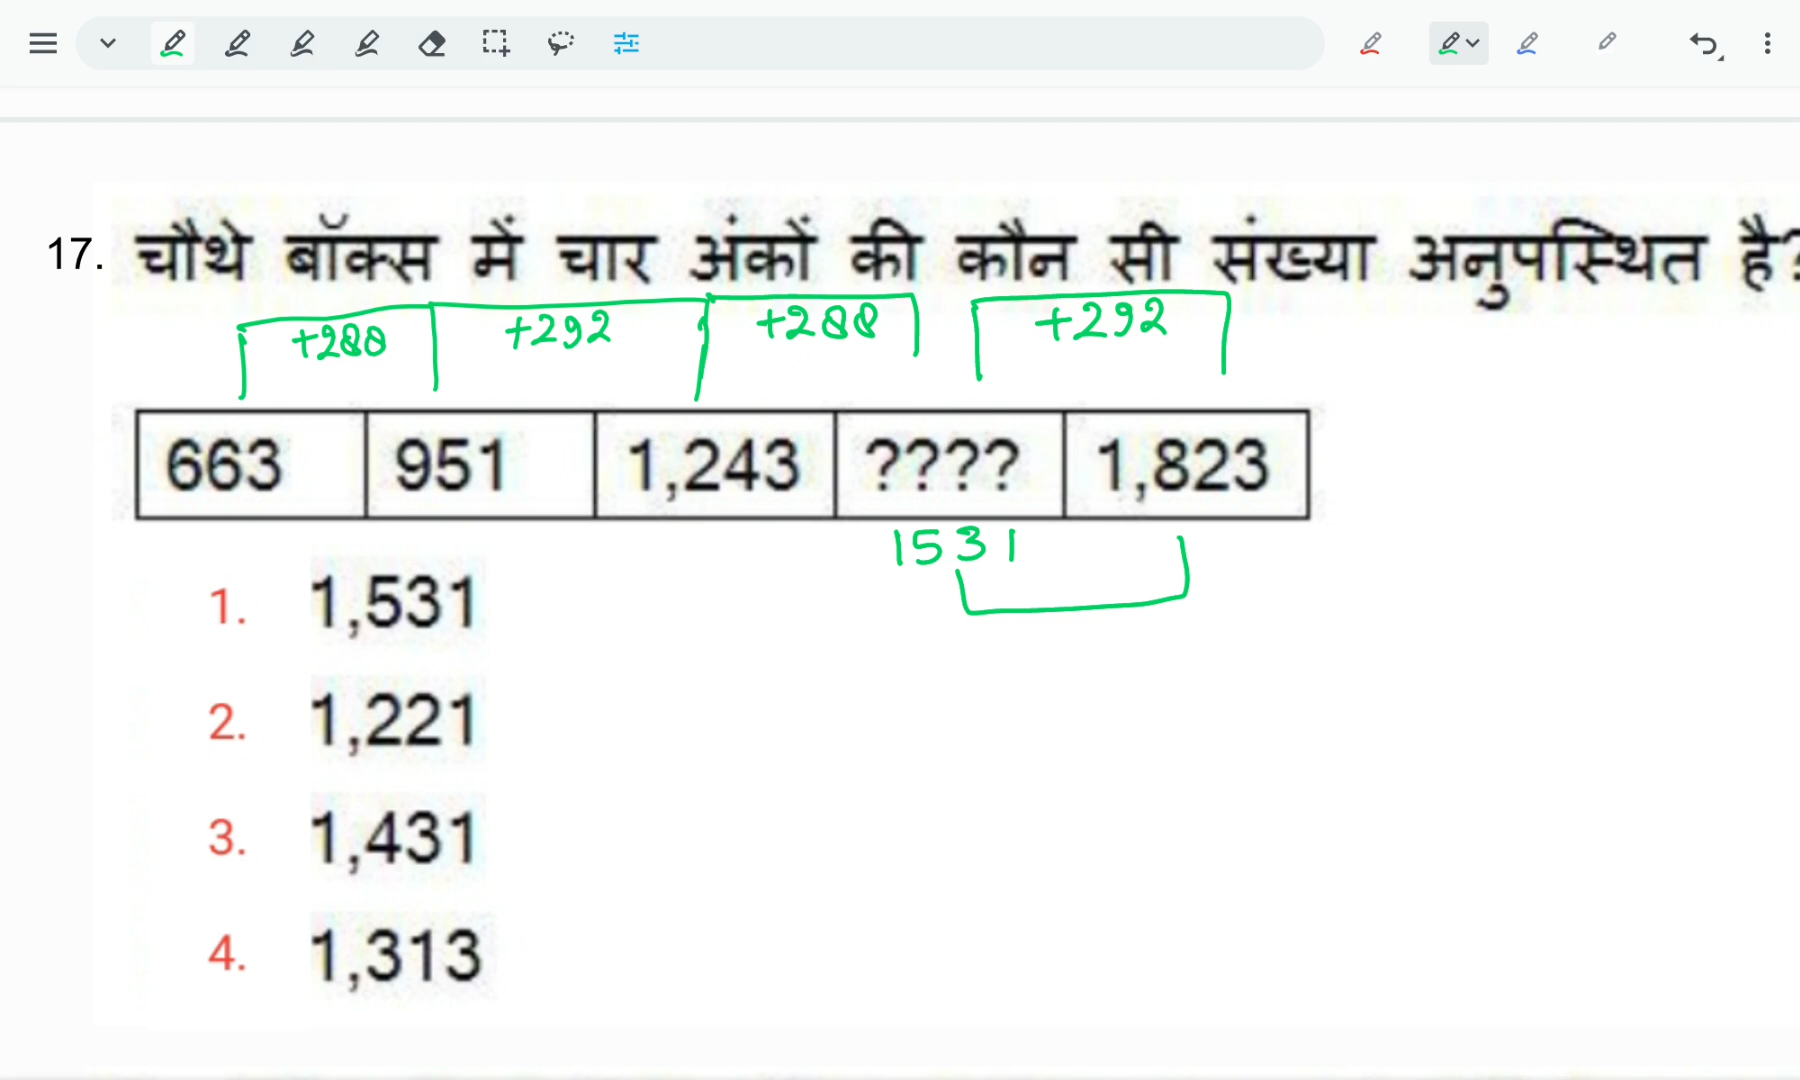 17. चौथे बॉक्स में चार अंकों की कौन सी संख्या अनुपस्थित है?
+288 +292 +288 +292
663 951 1,243 ???? 1,823
1531
1. 1,531
2. 1,221
3. 1,431
4. 1,313